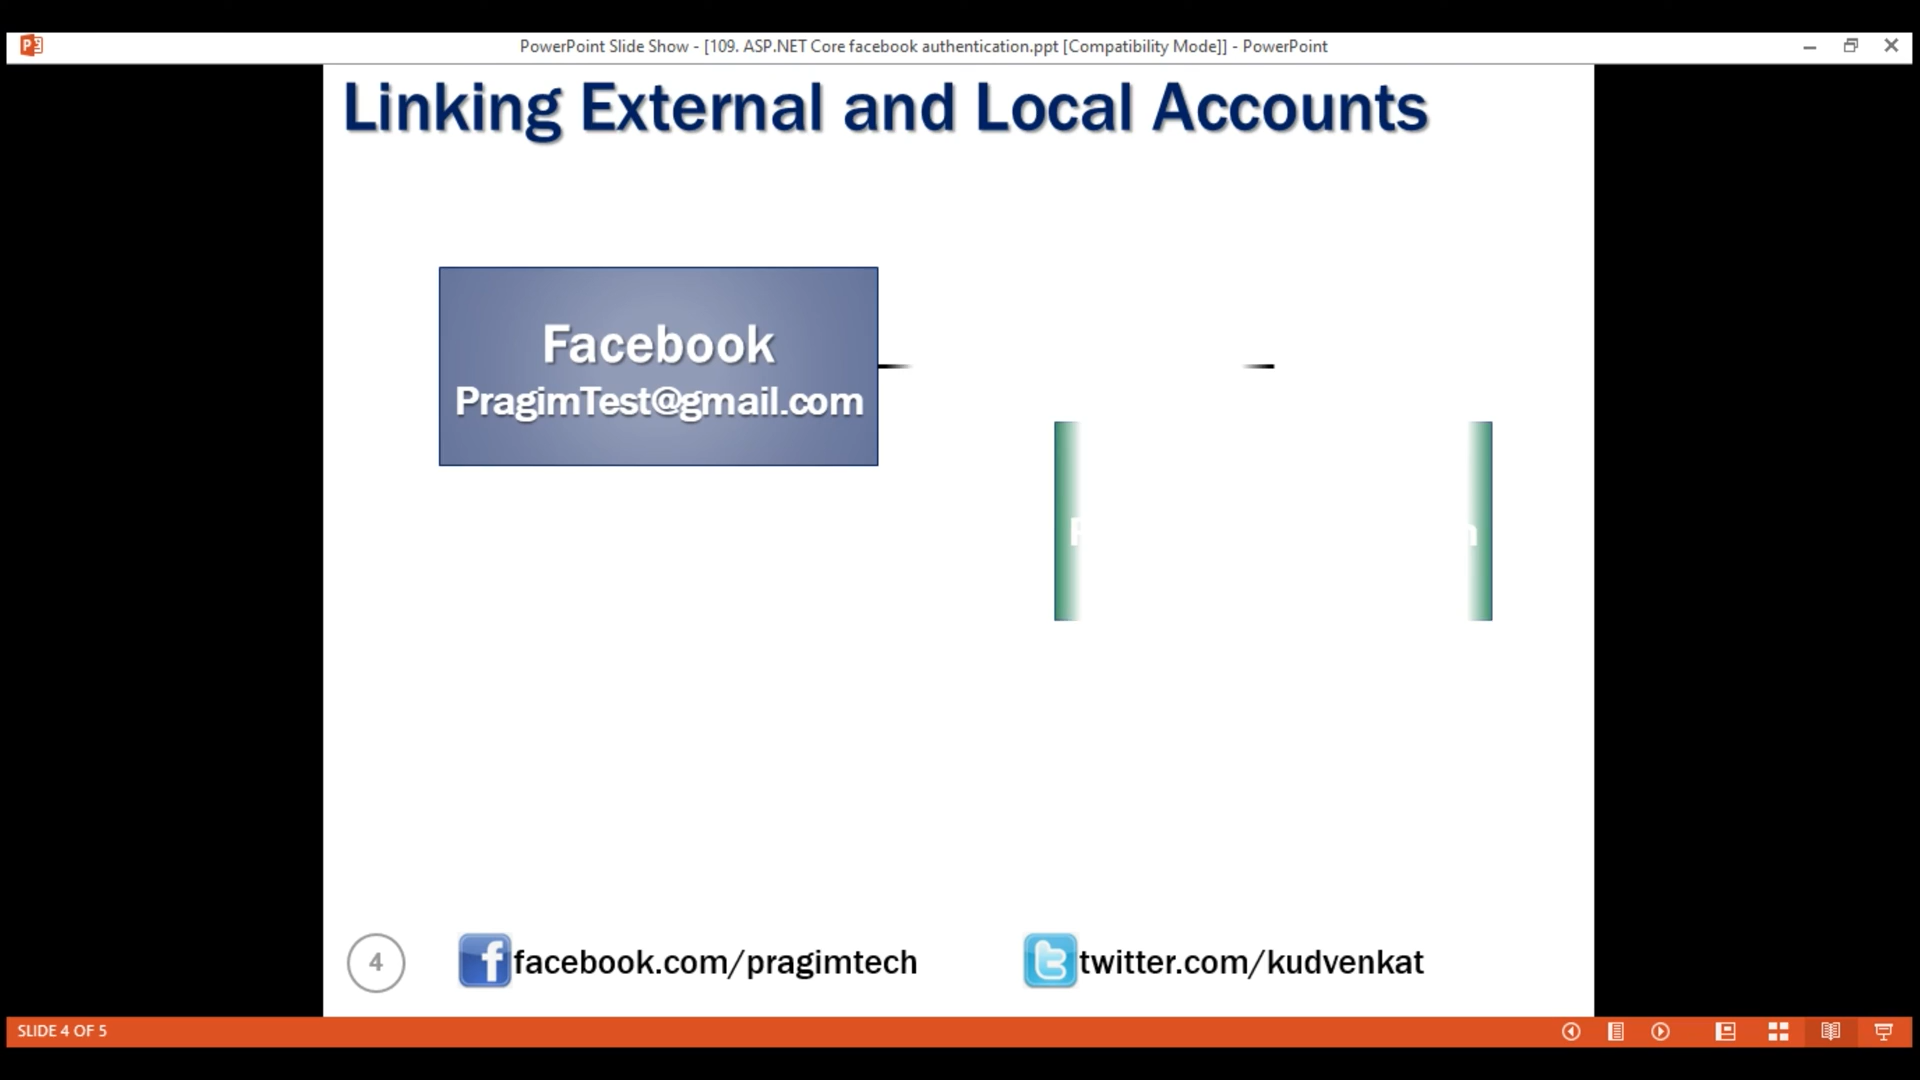 PowerPoint Slide Show - [109. ASP.NET Core facebook authentication.ppt [Compatibility Mode]] - PowerPoint
Linking External and Local Accounts
Facebook
PragimTest@gmail.com
4
facebook.com/pragimtech
twitter.com/kudvenkat
SLIDE 4 OF 5